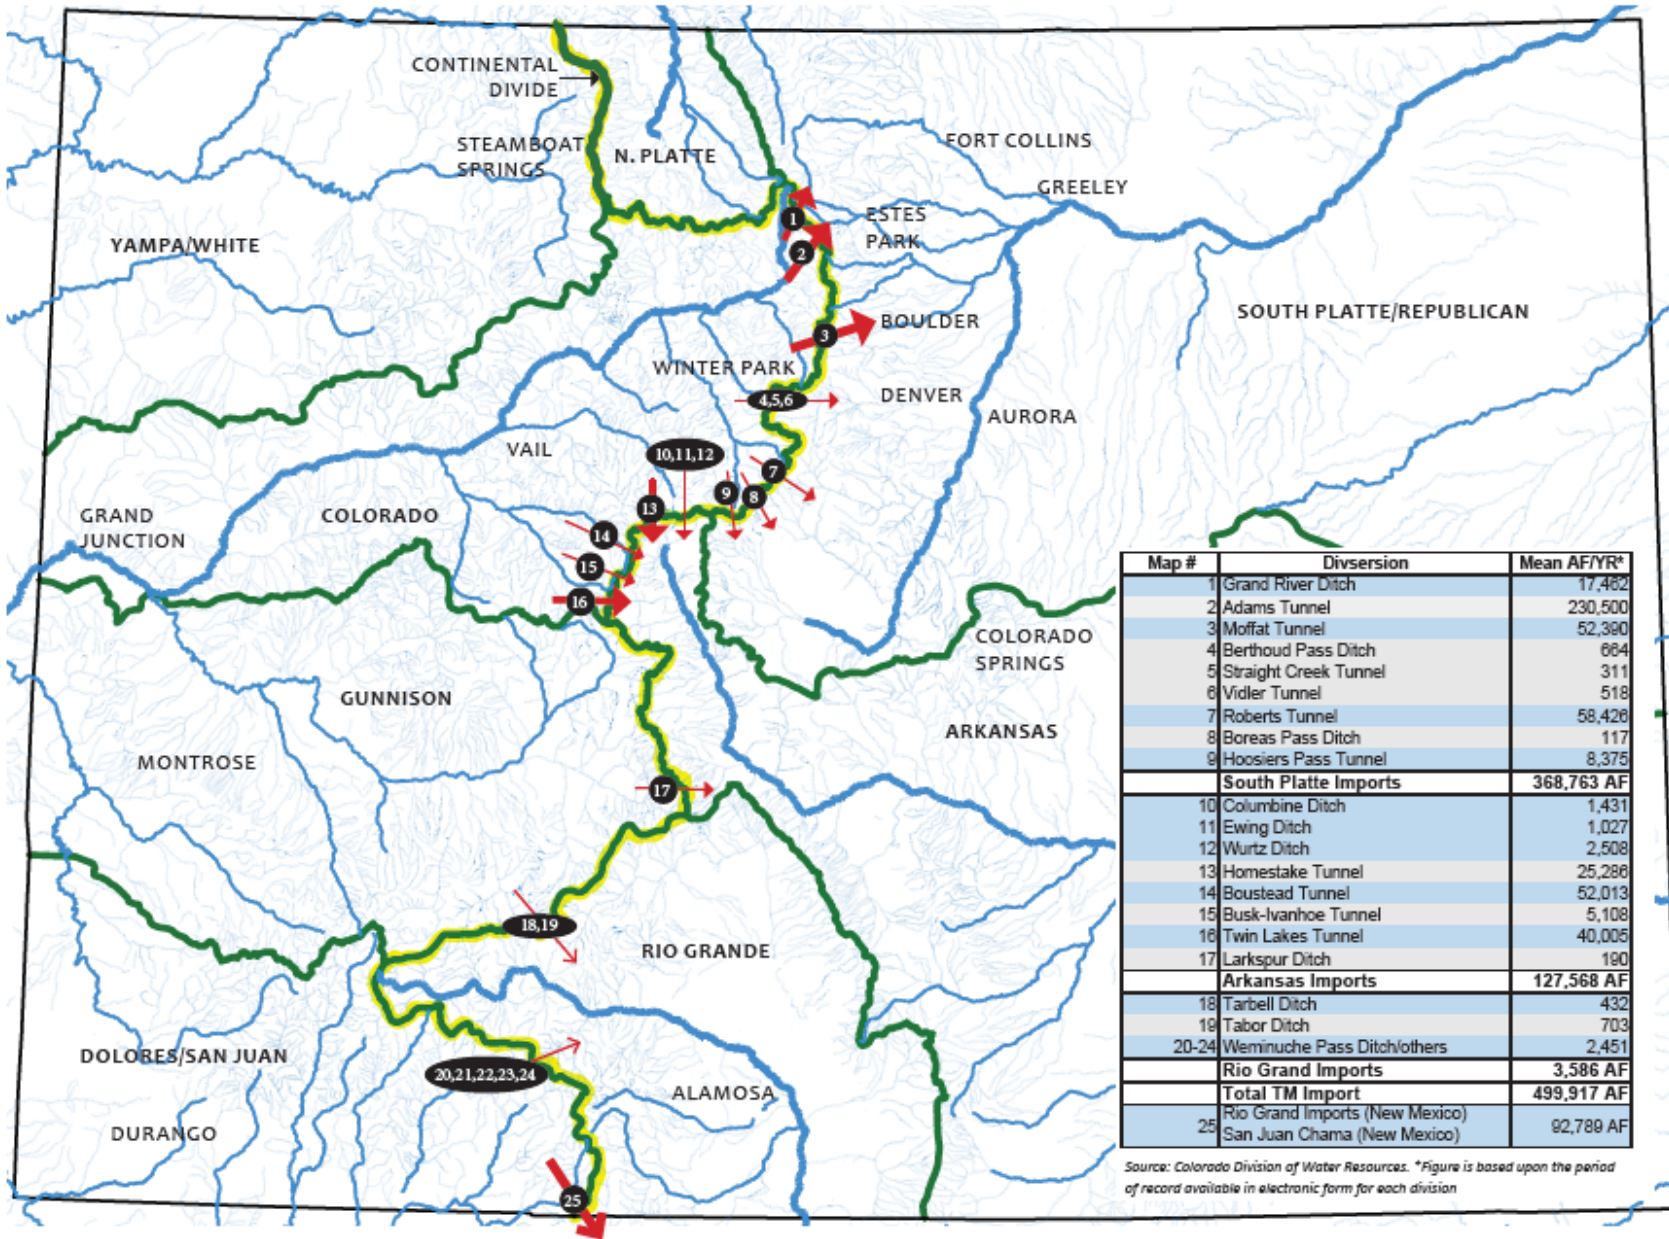 CONTINENTAL
DIVIDE
STEAMBOAT
SPRINGS
N. PLATTE
FORT COLLINS
GREELEY
1
ESTES
PARK
2
YAMPA/WHITE
SOUTH PLATTE/REPUBLICAN
BOULDER
3
WINTER PARK
4,5,6
DENVER
AURORA
VAIL
10,11,12
7
9
8
13
GRAND
JUNCTION
COLORADO
14
15
16
COLORADO
SPRINGS
GUNNISON
ARKANSAS
MONTROSE
17
18,19
RIO GRANDE
DOLORES/SAN JUAN
20,21,22,23,24
ALAMOSA
DURANGO
25
Map # Divsersion Mean AF/YR*
1 Grand River Ditch 17,462
2 Adams Tunnel 230,500
3 Moffat Tunnel 52,390
4 Berthoud Pass Ditch 664
5 Straight Creek Tunnel 311
6 Vidler Tunnel 518
7 Roberts Tunnel 58,426
8 Boreas Pass Ditch 117
9 Hoosiers Pass Tunnel 8,375
South Platte Imports 368,763 AF
10 Columbine Ditch 1,431
11 Ewing Ditch 1,027
12 Wurtz Ditch 2,508
13 Homestake Tunnel 25,286
14 Boustead Tunnel 52,013
15 Busk-Ivanhoe Tunnel 5,108
16 Twin Lakes Tunnel 40,005
17 Larkspur Ditch 190
Arkansas Imports 127,568 AF
18 Tarbell Ditch 432
19 Tabor Ditch 703
20-24 Weminuche Pass Ditch/others 2,451
Rio Grand Imports 3,586 AF
Total TM Import 499,917 AF
Rio Grand Imports (New Mexico)
25 San Juan Chama (New Mexico) 92,789 AF
Source: Colorado Division of Water Resources. *Figure is based upon the period
of record available in electronic form for each division